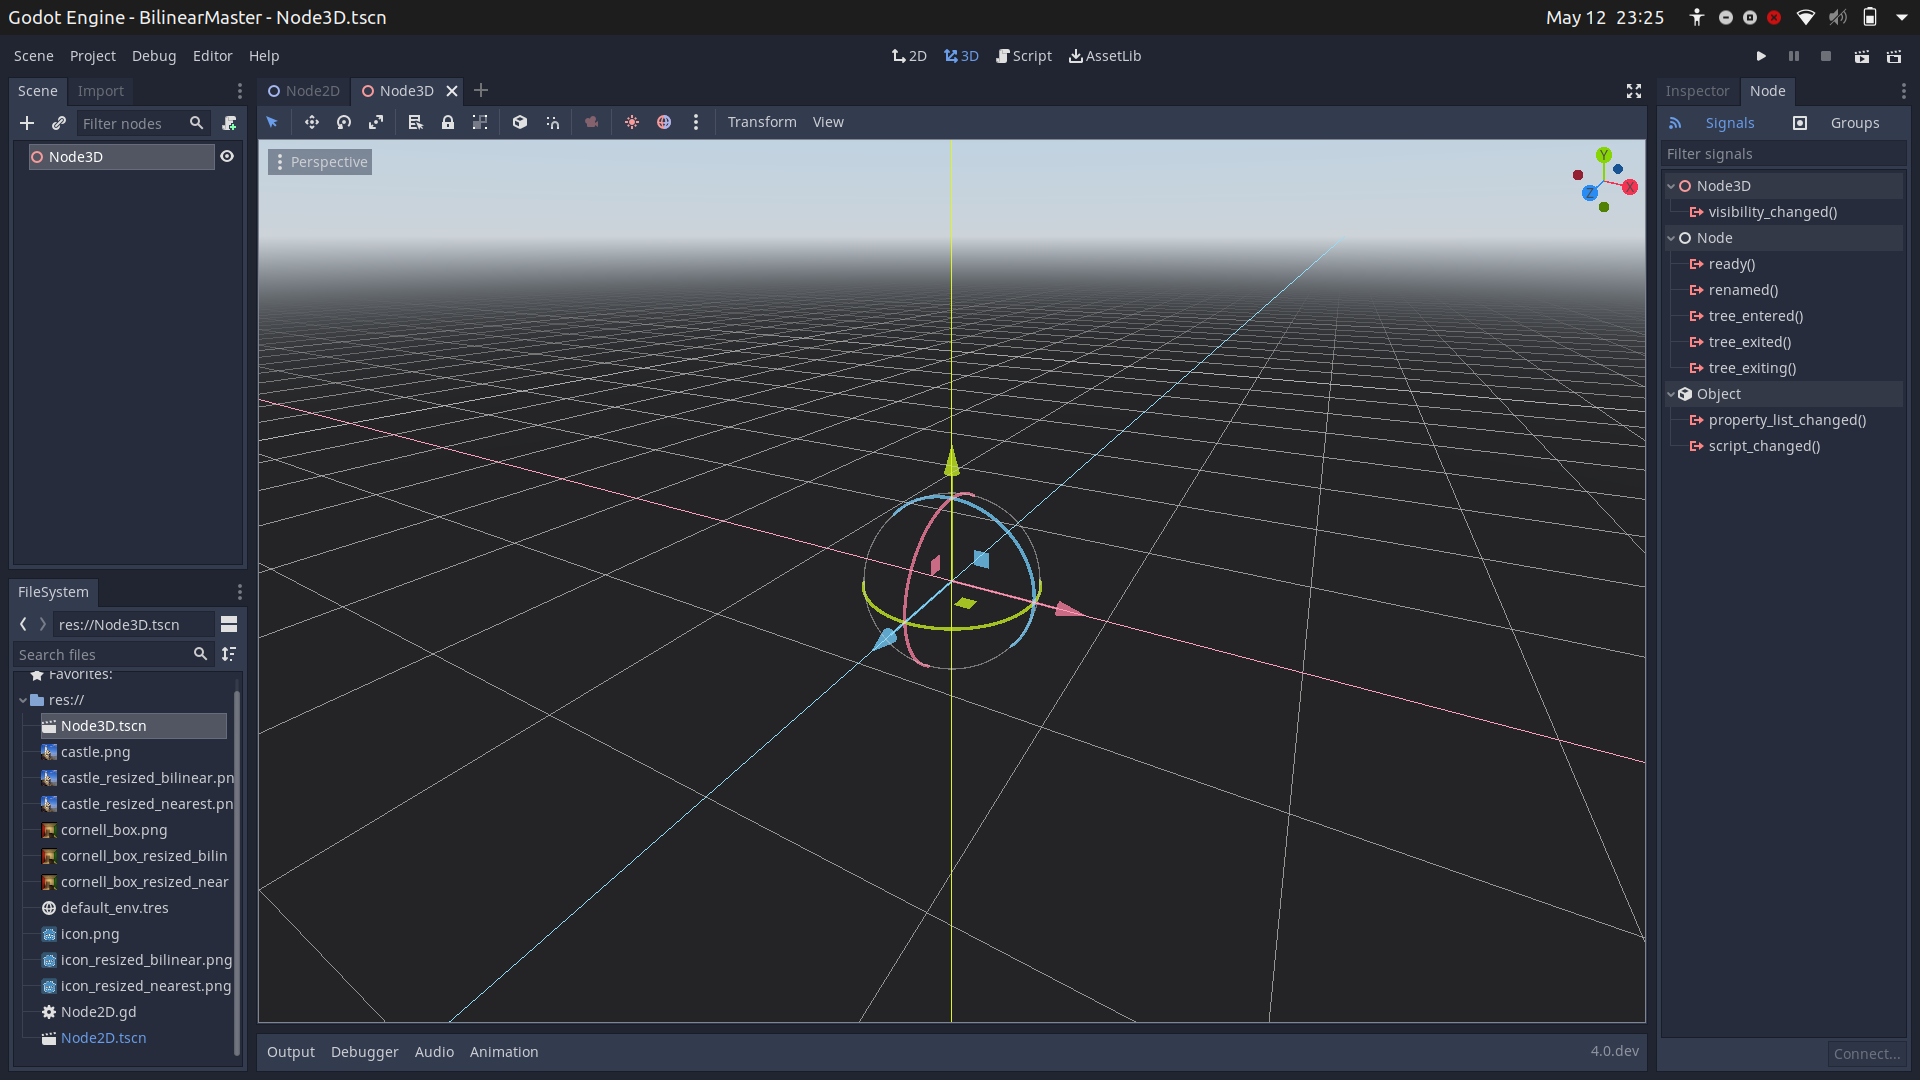 Godot Engine - BilinearMaster - Node3D.tscn
May 12 23:25
Scene Project Debug Editor Help
2D 3D Script AssetLib
Scene Import
Filter nodes
Node3D
FileSystem
res://Node3D.tscn
Search files
Favorites:
res://
Node3D.tscn
castle.png
castle_resized_bilinear.pn
castle_resized_nearest.pn
cornell_box.png
cornell_box_resized_bilin
cornell_box_resized_near
default_env.tres
icon.png
icon_resized_bilinear.png
icon_resized_nearest.png
Node2D.gd
Node2D.tscn
Node2D Node3D
Transform View
Perspective
Y
X
Z
Output Debugger Audio Animation
4.0.dev
Inspector Node
Signals Groups
Filter signals
Node3D
visibility_changed()
Node
ready()
renamed()
tree_entered()
tree_exited()
tree_exiting()
Object
property_list_changed()
script_changed()
Connect...